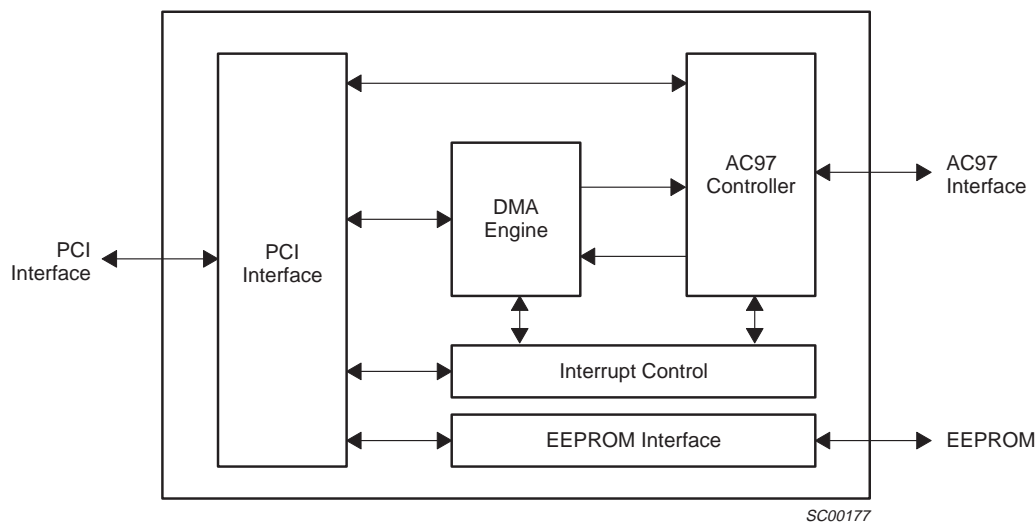 PCI
Interface
PCI
Interface
DMA
Engine
AC97
Controller
AC97
Interface
Interrupt Control
EEPROM Interface
EEPROM
SC00177